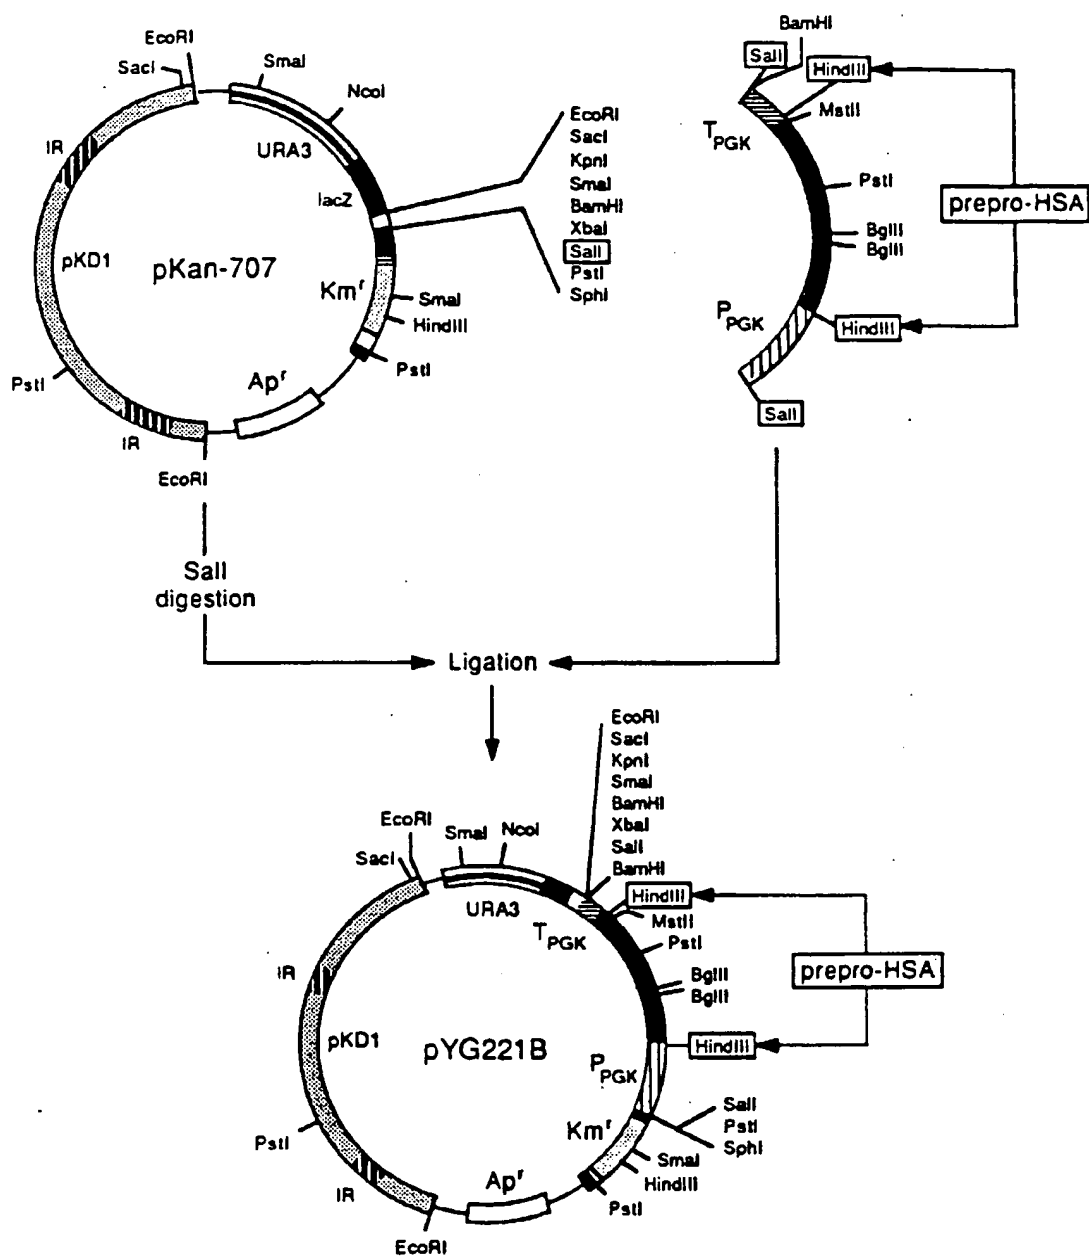 EcoRI
SacI
SmaI
NcoI
IR
URA3
lacZ
pKD1
pKan-707
Km^r
SmaI
HindIII
PstI
PstI
Ap^r
IR
EcoRI
EcoRI
SacI
KpnI
SmaI
BamHI
XbaI
SalI
PstI
SphI
BamHI
SalI
HindIII
MstII
T_PGK
PstI
prepro-HSA
BglII
BglII
P_PGK
HindIII
SalI
SalI
digestion
Ligation
EcoRI
SacI
KpnI
SmaI
BamHI
XbaI
SalI
BamHI
EcoRI
SacI
SmaI
NcoI
URA3
HindIII
MstII
T_PGK
PstI
IR
BglII
BglII
prepro-HSA
pKD1
pYG221B
HindIII
P_PGK
SalI
PstI
SphI
Km^r
PstI
SmaI
HindIII
IR
Ap^r
PstI
EcoRI